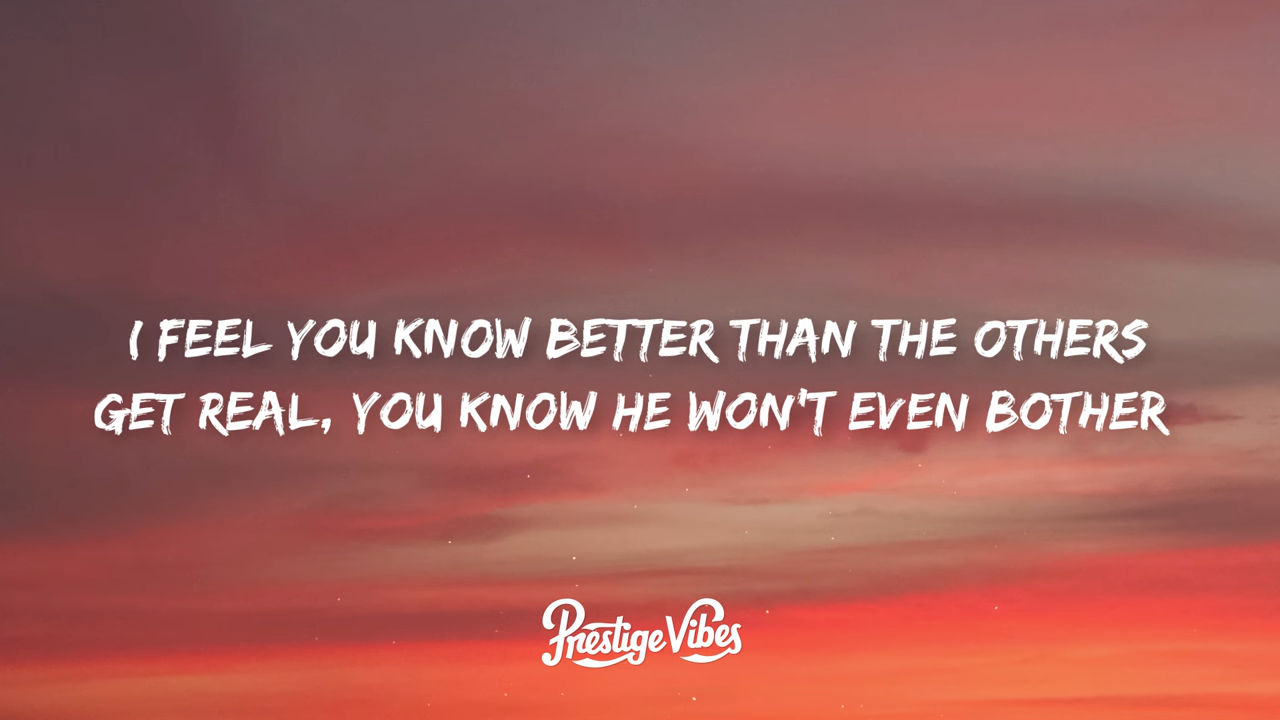 I FEEL YOU KNOW BETTER THAN THE OTHERS
GET REAL, YOU KNOW HE WON'T EVEN BOTHER
Prestige Vibes